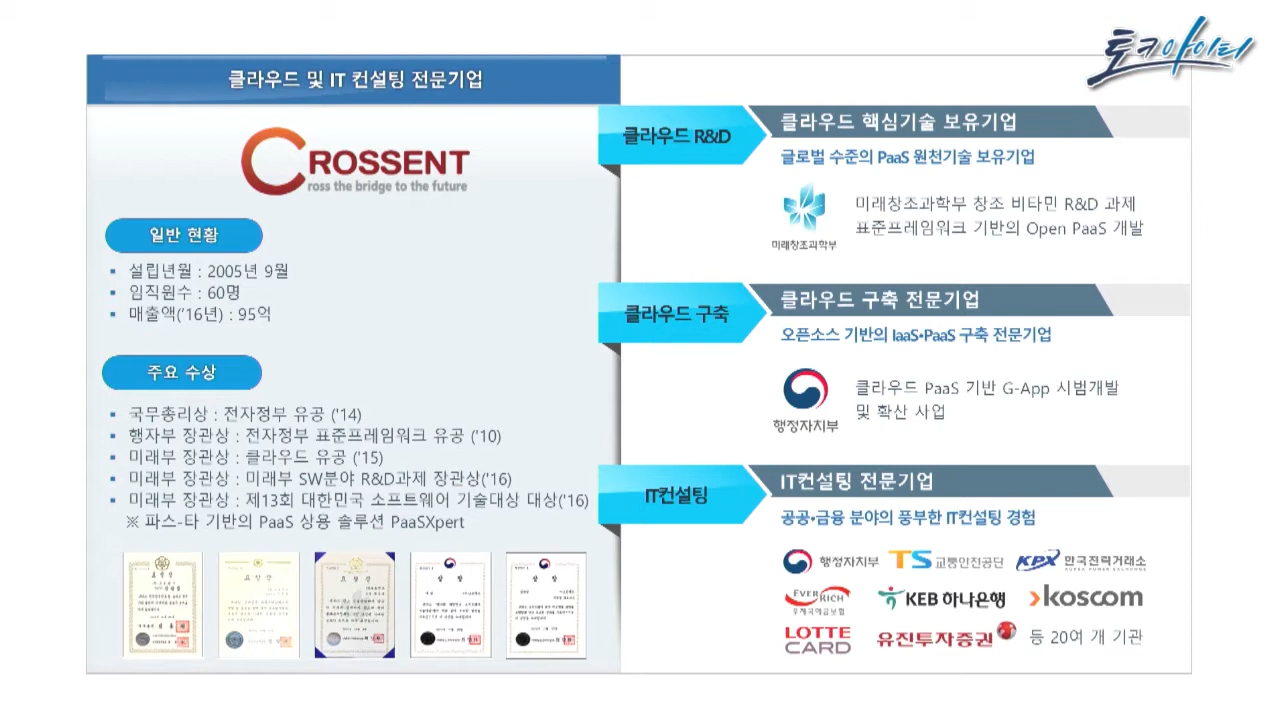 토크아이티
클라우드 및 IT 컨설팅 전문기업
CROSSENT
ross the bridge to the future
일반 현황
▪ 설립년월 : 2005년 9월
▪ 임직원수 : 60명
▪ 매출액('16년) : 95억
주요 수상
▪ 국무총리상 : 전자정부 유공 ('14)
▪ 행자부 장관상 : 전자정부 표준프레임워크 유공 ('10)
▪ 미래부 장관상 : 클라우드 유공 ('15)
▪ 미래부 장관상 : 미래부 SW분야 R&D과제 장관상('16)
▪ 미래부 장관상 : 제13회 대한민국 소프트웨어 기술대상 대상('16)
※ 파스-타 기반의 PaaS 상용 솔루션 PaaSXpert
클라우드 R&D
클라우드 핵심기술 보유기업
글로벌 수준의 PaaS 원천기술 보유기업
미래창조과학부
미래창조과학부 창조 비타민 R&D 과제
표준프레임워크 기반의 Open PaaS 개발
클라우드 구축
클라우드 구축 전문기업
오픈소스 기반의 IaaS•PaaS 구축 전문기업
행정자치부
클라우드 PaaS 기반 G-App 시범개발
및 확산 사업
IT컨설팅
IT컨설팅 전문기업
공공•금융 분야의 풍부한 IT컨설팅 경험
행정자치부 TS교통안전공단 KPX 한국전력거래소
KOREA POWER EXCHANGE
EVERRICH
우체국예금보험
KEB 하나은행 koscom
LOTTE
CARD
유진투자증권 등 20여 개 기관